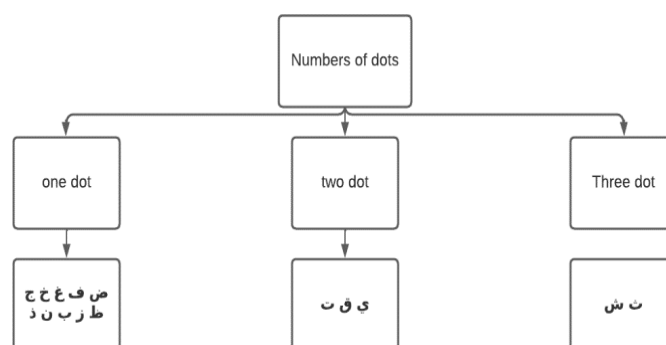 Numbers of dots
one dot
two dot
Three dot
ض ف غ خ ج
ظ ز ب ن ذ
ي ق ت
ث ش